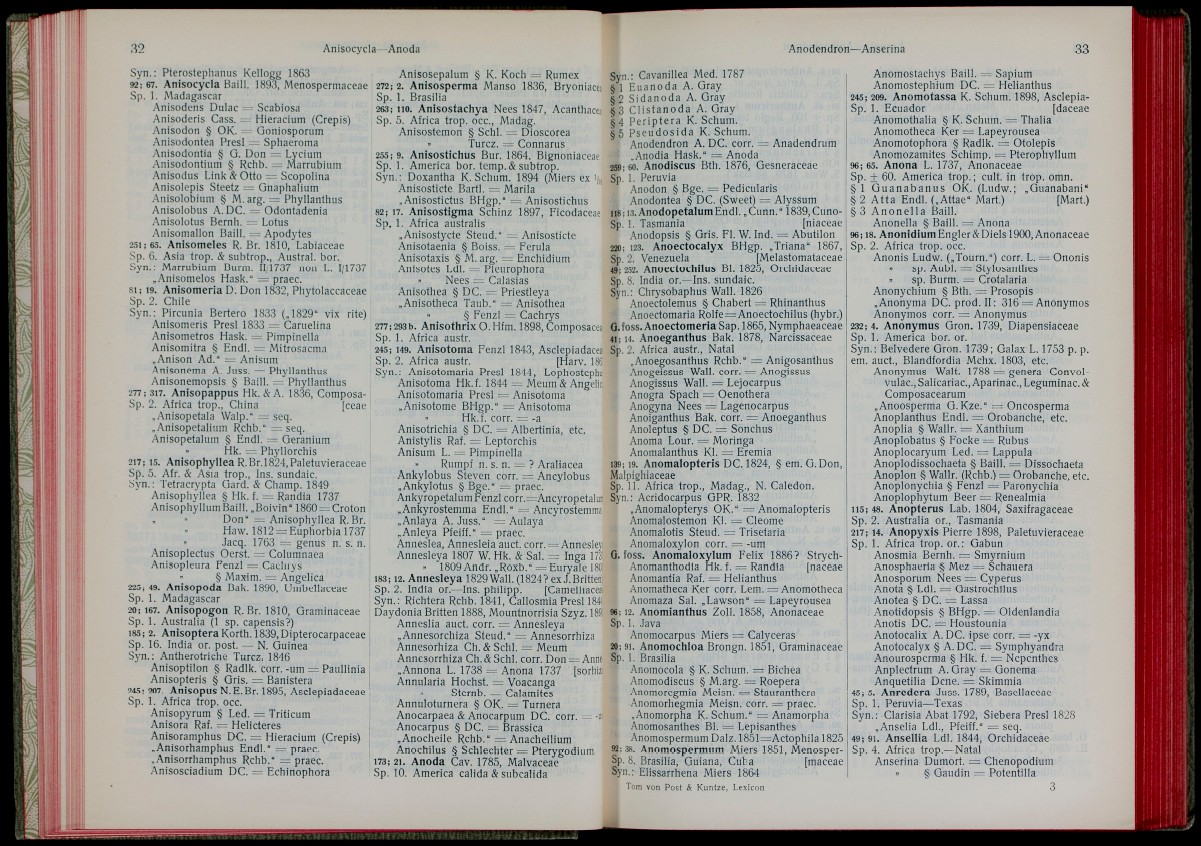 32
Anisocycla—Anoda
Syn.: Pterostephanus Kellogg 1863
92; 67. Anisocycla Baill. 1893, Menospermaceae
Sp. 1. Madagascar
Anisodens Dulac = Scabiosa
Anisoderis Cass. = Hieracium (Crepis)
Anisodon § OK. = Goniosporum
Anisodontea Presl = Sphaeroma
Anisodontia § G. Don = Lycium
Anisodontium § Rchb. = Marrubium
Anisodus Link & Otto = Scopolina
Anisolepis Steetz = Gnaphalium
Anisolobium § M. arg. = Phyllanthus
Anisolobus A. DC. = Odontadenia
Anisolotus Bernh. = Lotus
Anisomallon Baill. = Apodytes
251; 65. Anisomeles R. Br. 1810, Labiaceae
Sp. 6. Asia trop. & subtrop., Austral. bor.
Syn.: Marrubium Burm. II/1737 non L. I/1737
„Anisomelos Hask.“ = praec.
81; 19. Anisomeria D. Don 1832, Phytolaccaceae
Sp. 2. Chile
Syn.: Pircunia Bertero 1833 („1829“ vix rite)
Anisomeris Presl 1833 = Caruelina
Anisometros Hask. = Pimpinella
Anisomitra § Endl. = Mitrosacma
„Anison Ad.“ = Anisum
Anisonema A. Juss. = Phyllanthus
Anisonemopsis § Baill. = Phyllanthus
277; 317. Anisopappus Hk. & A. 1836, Composa-
Sp. 2. Africa trop., China [ceae
„Anisopetala Walp.“ = seq.
„Anisopetalium Rchb.“ = seq.
Anisopetalum § Endl. = Geranium
„ Hk. = Phyllorchis
217; 15. Anisophyllea R. Br. 1824, Paletuvieraceae
Sp. 5. Afr. & Asia trop., Ins. sundaic.
Syn.: Tetracrypta Gard. & Champ. 1849
Anisophyllea § Hk. f. = Randia 1737
Anisophyllum Baill. „Boivin“ 1860 = Croton
„ „ Don“ = Anisophyllea R. Br.
„ Haw. 1812 = Euphorbia 1737
„ Jacq. 1763 = genus n. s. n.
Anisoplectus Oerst. = Columnaea
Anisopleura Fenzl = Cachrys
„ § Maxim. = Angelica
225; 49. Anisopoda Bak. 1890, Umbellaceae
Sp. 1. Madagascar
20; 167. Anisopogon R. Br. 1810, Graminaceae
Sp. 1. Australia (1 sp. capensis?)
185; 2. Anisoptera Korth. 1839, Dipterocarpaceae
Sp. 16. India or. post. — N. Guinea
Syn.: Antherotriche Turcz. 1846
Anisoptilon § Radlk. corr. -um = Paullinia
Anisopteris § Gris. = Banistera
245; 207. Anisopus N. E. Br. 1895, Asclepiadaceae
Sp. 1. Africa trop. occ.
Anisopyrum § Led. = Triticum
Anisora Raf. = Helicteres
Anisoramphus DC. = Hieracium (Crepis)
„Anisorhamphus Endl.“ = praec.
„Anisorrhamphus Rchb.“ = praec.
Anisosciadium DC. = Echinophora
Anisosepalum § K. Koch = Rumex
272; 2. Anisosperma Manso 1836, Bryoniace
Sp. 1. Brasilia
263; 110. Anisostachya Nees 1847, Acanthace
Sp. 5. Africa trop. occ., Madag.
Anisostemon § Schl. = Dioscorea
„ Turcz. = Connarus
255; 9. Anisostichus Bur. 1864, Bignoniaceae
Sp. 1. America bor. temp. & subtrop.
Syn.: Doxantha K. Schum. 1894 (Miers ex
Anisosticte Bartl. = Marila
„Anisostictus BHgp.“ = Anisostichus
82; 17. Anisostigma Schinz 1897, Ficodaceae
Sp. 1. Africa australis
„Anisostycte Steud.“ = Anisosticte
Anisotaenia § Boiss. = Ferula
Anisotaxis § M. arg. = Enchidium
Anisotes Ldl. = Pleurophora
„ Nees = Calasias
Anisothea § DC. = Priestleya
„Anisotheca Taub.“ = Anisothea
„ § Fenzl = Cachrys
277; 293b. Anisothrix O. Hfm. 1898, Composace
Sp. 1. Africa austr.
245; 149. Anisotoma Fenzl 1843, Asclepiadace
Sp. 2. Africa austr. [Harv. 18
Syn.: Anisotomaria Presl 1844, Lophosteph
Anisotoma Hk. f. 1844 = Meum & Angeli
Anisotomaria Presl = Anisotoma
„Anisotome BHgp.“ = Anisotoma
Hk. f. corr. = -a
Anisotrichia § DC. = Albertinia, etc.
Anistylis Raf. = Leptorchis
Anisum L. = Pimpinella
„ Rumpf n. s. n. = ? Araliacea
Ankylobus Steven corr. = Ancylobus
„Ankylotus § Bge.“ = praec.
Ankyropetalum Fenzl corr. = Ancyropetalu
„Ankyrostemma Endl.“ = Ancyrostemm
„Anlaya A. Juss.“ = Aulaya
„Anleya Pfeiff.“ = praec.
Anneslea, Annesleia auct. corr. = Annesley
Annesleya 1807 W. Hk. & Sal. = Inga 17
„ 1809 Andr. „Roxb.“ = Euryale 18
183; 12. Annesleya 1829 Wall. (1824? ex J. Britten
Sp. 2. India or.—Ins. philipp. [Camelliacea
Syn.: Richtera Rchb. 1841, Callosmia Presl 184
Daydonia Britten 1888, Mountnorrisia Szyz. 18
Anneslia auct. corr. = Annesleya
„Annesorchiza Steud.“ = Annesorrhiza
Annesorhiza Ch. & Schl. = Meum
Annesorrhiza Ch. & Schl. corr. Don = Ann
„Annona L. 1738 = Anona 1737 [sorhiz
Annularia Hochst. = Voacanga
„ Sternb. = Calamites
Annuloturnera § OK. = Turnera
Anocarpaea & Anocarpum DC. corr. =
Anocarpus § DC. = Brassica
„Anocheile Rchb.“ = Anacheilium
Anochilus § Schlechter = Pterygodium
173; 21. Anoda Cav. 1785, Malvaceae
Sp. 10. America calida & subcalida
Anodendron—Anserina
33
Syn.: Cavanillea Med. 1787
§ 1 Euanoda A. Gray
§ 2 Sidanoda A. Gray
§ 3 Clistanoda A. Gray
§ 4 Periptera K. Schum.
§ 5 Pseudosida K. Schum.
Anodendron A. DC. corr. = Anadendrum
„Anodia Hask.“ = Anoda
259; 60. Anodiscus Bth. 1876, Gesneraceae
Sp. 1. Peruvia
Anodon § Bge. = Pedicularis
Anodontea § DC. (Sweet) = Alyssum
118; 13. Anodopetalum Endl. „Cunn.“ 1839, Cuno-
Sp. 1. Tasmania [niaceae
Anodopsis § Gris. Fl. W. Ind. = Abutilon
220; 123. Anoectocalyx BHgp. „Triana“ 1867,
Sp. 2. Venezuela [Melastomataceae
49; 252. Anoectochilus Bl. 1825, Orchidaceae
Sp. 8. India or.—Ins. sundaic.
Syn.: Chrysobaphus Wall. 1826
Anoectolemus § Chabert = Rhinanthus
Anoectomaria Rolfe = Anoectochilus (hybr.)
G. foss. Anoectomeria Sap. 1865, Nymphaeaceae
41; 14. Anoeganthus Bak. 1878, Narcissaceae
Sp. 2. Africa austr., Natal
„Anoegosanthus Rchb.“ = Anigosanthus
Anogeissus Wall. corr. = Anogissus
Anogissus Wall. = Lejocarpus
Anogra Spach = Oenothera
Anogyna Nees = Lagenocarpus
Anoiganthus Bak. corr. = Anoeganthus
Anoleptus § DC. = Sonchus
Anoma Lour. = Moringa
Anomalanthus Kl. = Eremia
139; 19. Anomalopteris DC. 1824, § em. G. Don,
Malpighiaceae
Sp. 11. Africa trop., Madag., N. Caledon.
Syn.: Acridocarpus GPR. 1832
„Anomalopterys OK.“ = Anomalopteris
Anomalostemon Kl. = Cleome
Anomalotis Steud. = Trisetaria
Anomaloxylon corr. = -um
G. foss. Anomaloxylum Felix 1886? Strych-
Anomanthodia Hk. f. = Randia [naceae
Anomantia Raf. = Helianthus
Anomatheca Ker corr. Lem. = Anomotheca
Anomaza Sal. „Lawson“ = Lapeyrousea
96; 12. Anomianthus Zoll. 1858, Anonaceae
Sp. 1. Java
Anomocarpus Miers = Calyceras
20; 91. Anomochloa Brongn. 1851, Graminaceae
Sp. 1. Brasilia
Anomocola § K. Schum. = Bichea
Anomodiscus § M. arg. = Roepera
Anomoregmia Meisn. = Stauranthera
Anomorhegmia Meisn. corr. = praec.
„Anomorpha K. Schum.“ = Anamorpha
Anomosanthes Bl. = Lepisanthes
Anomospermum Dalz. 1851 = Actophila 1825
92; 38. Anomospermum Miers 1851, Menosper-
Sp. 8. Brasilia, Guiana, Cuba [maceae
Syn.: Elissarrhena Miers 1864
Anomostachys Baill. = Sapium
Anomostephium DC. = Helianthus
245; 209. Anomotassa K. Schum. 1898, Asclepia-
Sp. 1. Ecuador [daceae
Anomothalia § K. Schum. = Thalia
Anomotheca Ker = Lapeyrousea
Anomotophora § Radlk. = Otolepis
Anomozamites Schimp. = Pterophyllum
96; 65. Anona L. 1737, Anonaceae
Sp. ± 60. America trop.; cult. in trop. omn.
§ 1 Guanabanus OK. (Ludw.; „Guanabani“
§ 2 Atta Endl. („Attae“ Mart.) [Mart.)
§ 3 Anonella Baill.
Anonella § Baill. = Anona
96; 18. Anonidium Engler & Diels 1900, Anonaceae
Sp. 2. Africa trop. occ.
Anonis Ludw. („Tourn.“) corr. L. = Ononis
„ sp. Aubl. = Stylosanthes
„ sp. Burm. = Crotalaria
Anonychium § Bth. = Prosopis
„Anonyma DC. prod. II: 316 = Anonymos
Anonymos corr. = Anonymus
232; 4. Anonymus Gron. 1739, Diapensiaceae
Sp. 1. America bor. or.
Syn.: Belvedere Gron. 1739; Galax L. 1753 p. p.
em. auct., Blandfordia Mchx. 1803, etc.
Anonymus Walt. 1788 = genera Convol-
vulac., Salicariac., Aparinac., Leguminac. &
Composacearum
„Anoosperma G. Kze.“ = Oncosperma
Anoplanthus Endl. = Orobanche, etc.
Anoplia § Wallr. = Xanthium
Anoplobatus § Focke = Rubus
Anoplocaryum Led. = Lappula
Anoplodissochaeta § Baill. = Dissochaeta
Anoplon § Wallr. (Rchb.) = Orobanche, etc.
Anoplonychia § Fenzl = Paronychia
Anoplophytum Beer = Renealmia
115; 48. Anopterus Lab. 1804, Saxifragaceae
Sp. 2. Australia or., Tasmania
217; 14. Anopyxis Pierre 1898, Paletuvieraceae
Sp. 1. Africa trop. or.: Gabun
Anosmia Bernh. = Smyrnium
Anosphaeria § Mez = Schauera
Anosporum Nees = Cyperus
Anota § Ldl. = Gastrochilus
Anotea § DC. = Lassa
Anotidopsis § BHgp. = Oldenlandia
Anotis DC. = Houstounia
Anotocalix A. DC. ipse corr. = -yx
Anotocalyx § A. DC. = Symphyandra
Anourosperma § Hk. f. = Nepenthes
Anplectrum A. Gray = Gonema
Anquetilia Dcne. = Skimmia
45; 5. Anredera Juss. 1789, Basellaceae
Sp. 1. Peruvia—Texas
Syn.: Clarisia Abat 1792, Siebera Presl 1828
„Anselia Ldl., Pfeiff.“ = seq.
49; 91. Ansellia Ldl. 1844, Orchidaceae
Sp. 4. Africa trop.—Natal
Anserina Dumort. = Chenopodium
„ § Gaudin = Potentilla
Tom von Post & Kuntze, Lexicon
3